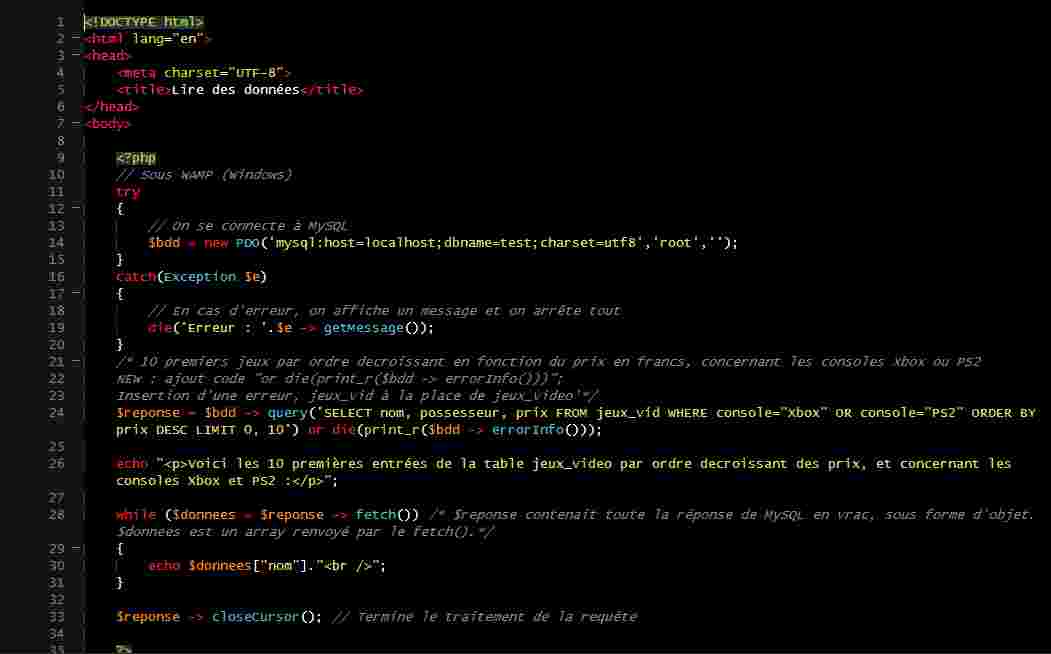 1 <!DOCTYPE html>
2 <html lang="en">
3 <head>
4 <meta charset="UTF-8">
5 <title>Lire des données</title>
6 </head>
7 <body>
8
9 <?php
10 // Sous WAMP (Windows)
11 try
12 {
13 // On se connecte à MySQL
14 $bdd = new PDO('mysql:host=localhost;dbname=test;charset=utf8','root','');
15 }
16 catch(Exception $e)
17 {
18 // En cas d'erreur, on affiche un message et on arrête tout
19 die('Erreur : '.$e -> getMessage());
20 }
21 /* 10 premiers jeux par ordre decroissant en fonction du prix en francs, concernant les consoles Xbox ou PS2
22 NEW : ajout code "or die(print_r($bdd -> errorInfo()))";
23 Insertion d'une erreur, jeux_vid à la place de jeux_video'*/
24 $reponse = $bdd -> query('SELECT nom, possesseur, prix FROM jeux_vid WHERE console="Xbox" OR console="PS2" ORDER BY
prix DESC LIMIT 0, 10') or die(print_r($bdd -> errorInfo()));
25
26 echo "<p>Voici les 10 premières entrées de la table jeux_video par ordre decroissant des prix, et concernant les
consoles Xbox et PS2 :</p>";
27
28 while ($donnees = $reponse -> fetch()) /* $reponse contenait toute la réponse de MySQL en vrac, sous forme d'objet.
$donnees est un array renvoyé par le fetch().*/
29 {
30 echo $donnees["nom"]."<br />";
31 }
32
33 $reponse -> closeCursor(); // Termine le traitement de la requête
34
35 ?>